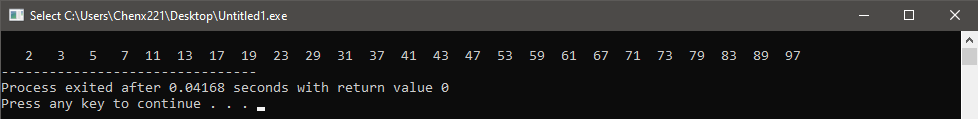 Select C:\Users\Chenx221\Desktop\Untitled1.exe
2 3 5 7 11 13 17 19 23 29 31 37 41 43 47 53 59 61 67 71 73 79 83 89 97
--------------------------------
Process exited after 0.04168 seconds with return value 0
Press any key to continue . . .